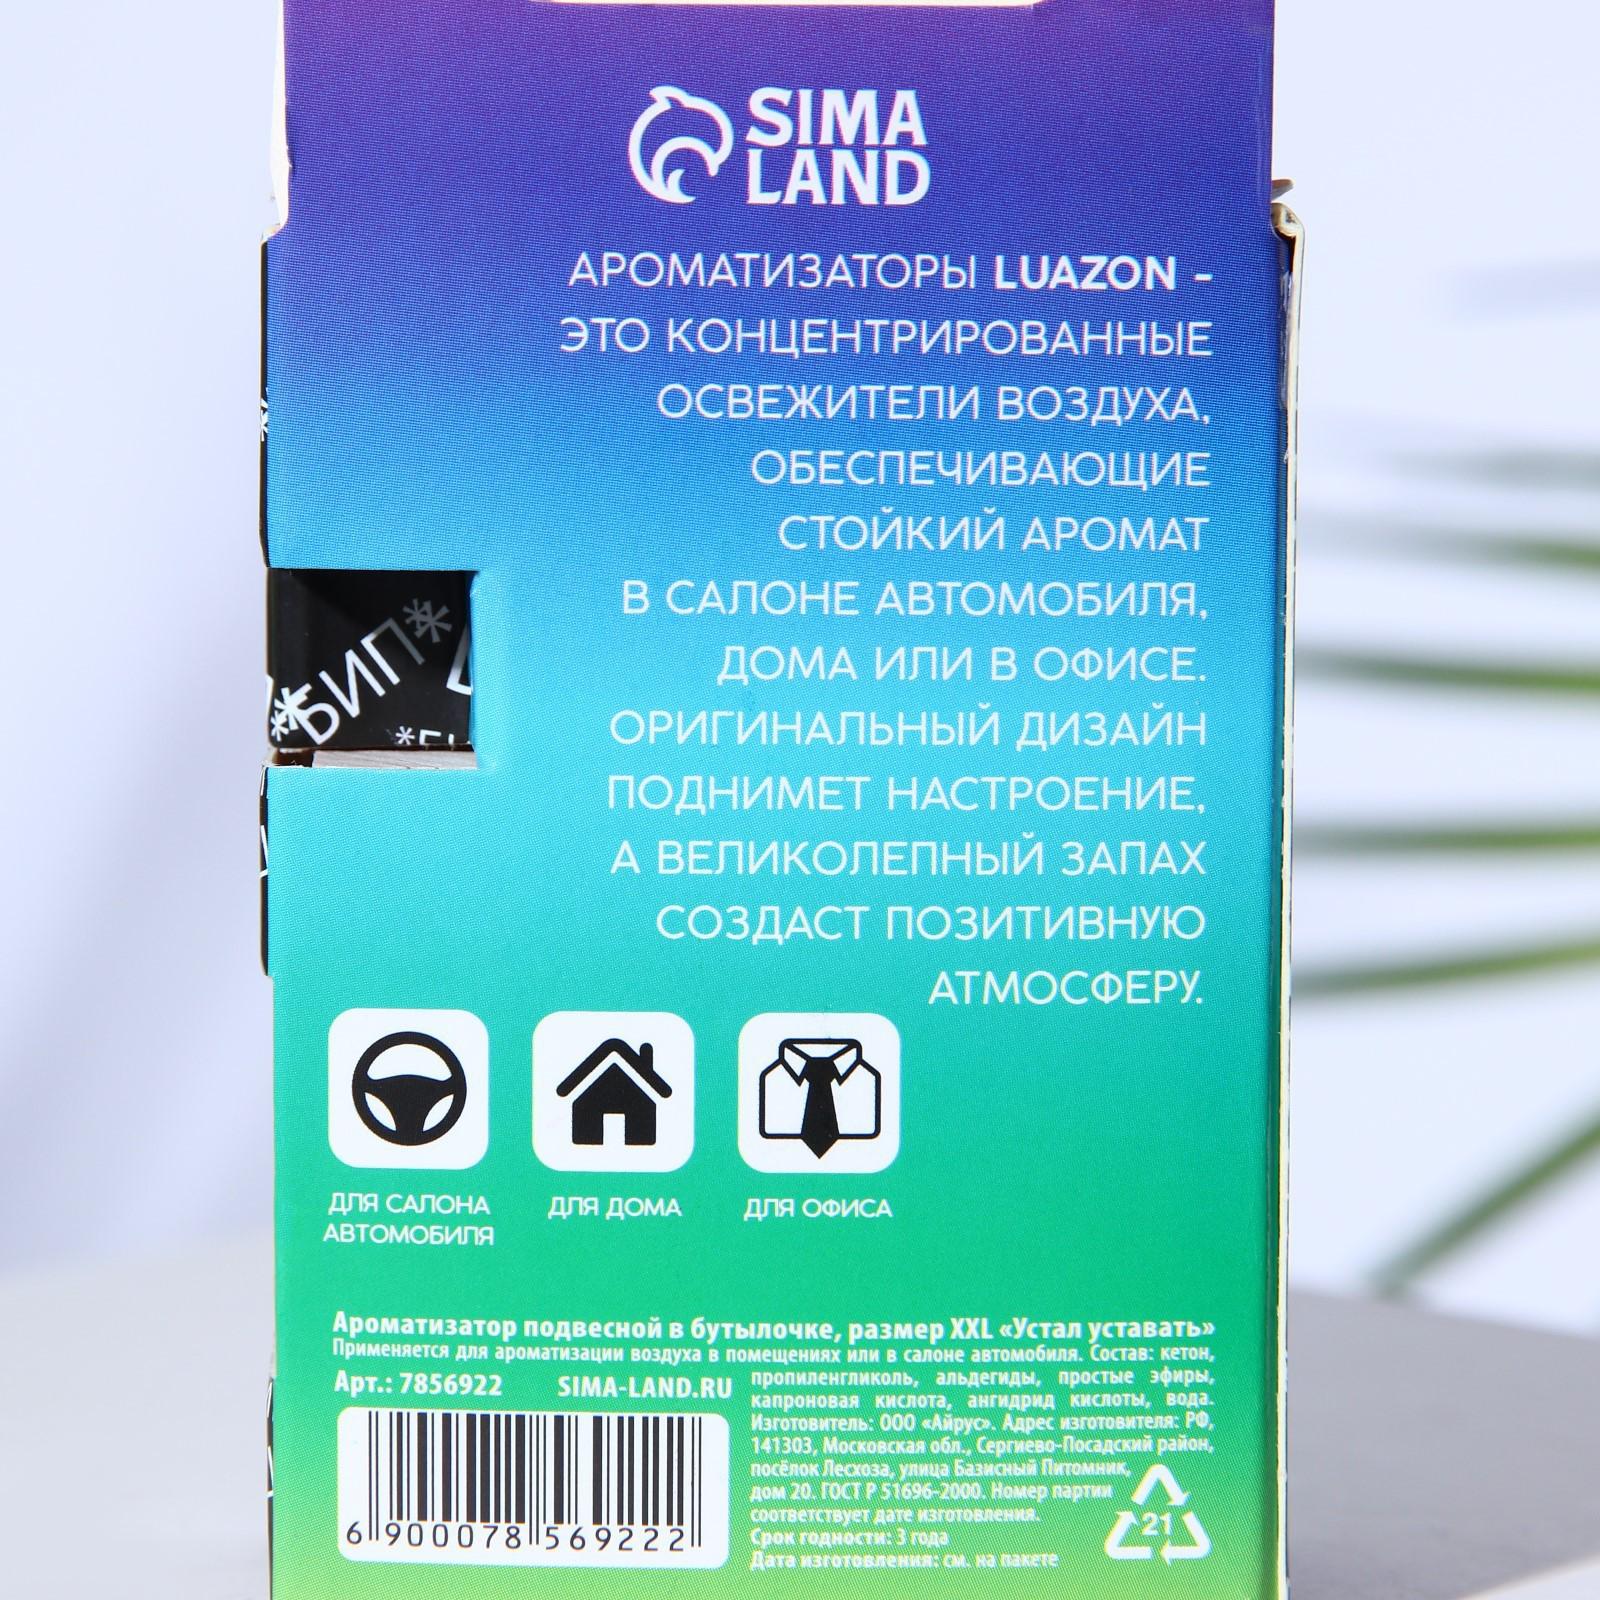 SIMA
LAND
АРОМАТИЗАТОРЫ LUAZON -
ЭТО КОНЦЕНТРИРОВАННЫЕ
ОСВЕЖИТЕЛИ ВОЗДУХА,
ОБЕСПЕЧИВАЮЩИЕ
СТОЙКИЙ АРОМАТ
В САЛОНЕ АВТОМОБИЛЯ,
ДОМА ИЛИ В ОФИСЕ.
ОРИГИНАЛЬНЫЙ ДИЗАЙН
ПОДНИМЕТ НАСТРОЕНИЕ,
А ВЕЛИКОЛЕПНЫЙ ЗАПАХ
СОЗДАСТ ПОЗИТИВНУЮ
АТМОСФЕРУ.
*БИП*
ДЛЯ САЛОНА
АВТОМОБИЛЯ
ДЛЯ ДОМА
ДЛЯ ОФИСА
Ароматизатор подвесной в бутылочке, размер XXL «Устал уставать»
Применяется для ароматизации воздуха в помещениях или в салоне автомобиля. Состав: кетон,
Арт.: 7856922 SIMA-LAND.RU
пропиленгликоль, альдегиды, простые эфиры,
капроновая кислота, ангидрид кислоты, вода.
Изготовитель: ООО «Айрус». Адрес изготовителя: РФ,
141303, Московская обл., Сергиево-Посадский район,
посёлок Лесхоза, улица Базисный Питомник,
дом 20. ГОСТ Р 51696-2000. Номер партии
соответствует дате изготовления.
Срок годности: 3 года
Дата изготовления: см. на пакете
6 900078 569222
21